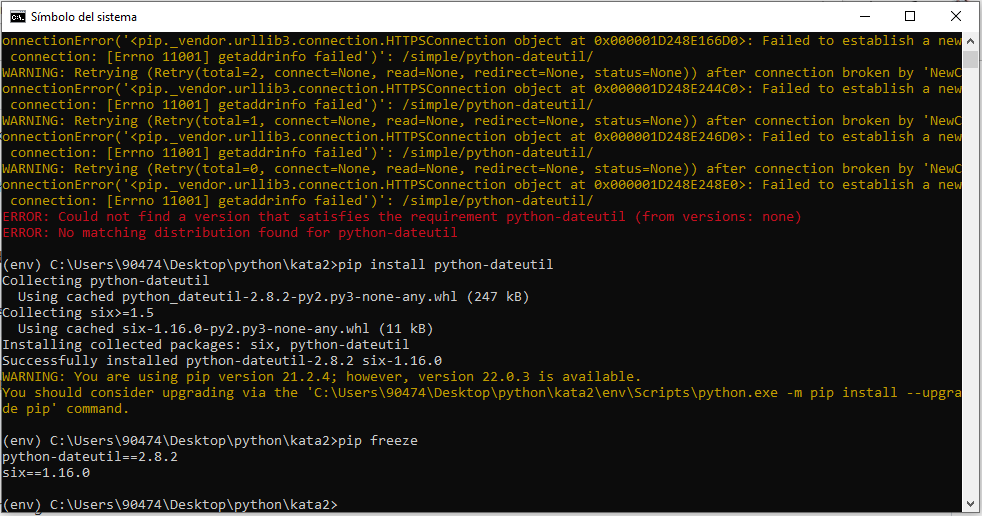 Símbolo del sistema
onnectionError('<pip._vendor.urllib3.connection.HTTPSConnection object at 0x000001D248E166D0>: Failed to establish a new
 connection: [Errno 11001] getaddrinfo failed')': /simple/python-dateutil/
WARNING: Retrying (Retry(total=2, connect=None, read=None, redirect=None, status=None)) after connection broken by 'NewC
onnectionError('<pip._vendor.urllib3.connection.HTTPSConnection object at 0x000001D248E244C0>: Failed to establish a new
 connection: [Errno 11001] getaddrinfo failed')': /simple/python-dateutil/
WARNING: Retrying (Retry(total=1, connect=None, read=None, redirect=None, status=None)) after connection broken by 'NewC
onnectionError('<pip._vendor.urllib3.connection.HTTPSConnection object at 0x000001D248E246D0>: Failed to establish a new
 connection: [Errno 11001] getaddrinfo failed')': /simple/python-dateutil/
WARNING: Retrying (Retry(total=0, connect=None, read=None, redirect=None, status=None)) after connection broken by 'NewC
onnectionError('<pip._vendor.urllib3.connection.HTTPSConnection object at 0x000001D248E248E0>: Failed to establish a new
 connection: [Errno 11001] getaddrinfo failed')': /simple/python-dateutil/
ERROR: Could not find a version that satisfies the requirement python-dateutil (from versions: none)
ERROR: No matching distribution found for python-dateutil
(env) C:\Users\90474\Desktop\python\kata2>pip install python-dateutil
Collecting python-dateutil
  Using cached python_dateutil-2.8.2-py2.py3-none-any.whl (247 kB)
Collecting six>=1.5
  Using cached six-1.16.0-py2.py3-none-any.whl (11 kB)
Installing collected packages: six, python-dateutil
Successfully installed python-dateutil-2.8.2 six-1.16.0
WARNING: You are using pip version 21.2.4; however, version 22.0.3 is available.
You should consider upgrading via the 'C:\Users\90474\Desktop\python\kata2\env\Scripts\python.exe -m pip install --upgra
de pip' command.
(env) C:\Users\90474\Desktop\python\kata2>pip freeze
python-dateutil==2.8.2
six==1.16.0
(env) C:\Users\90474\Desktop\python\kata2>